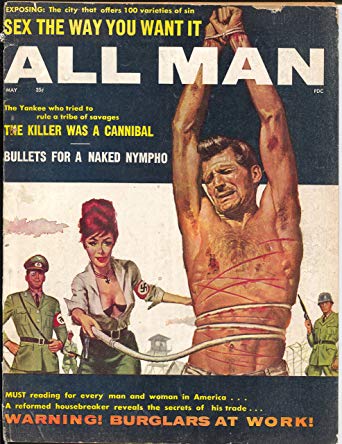 EXPOSING: The city that offers 100 varieties of sin
SEX THE WAY YOU WANT IT
ALL MAN
MAY 35¢ PDC
The Yankee who tried to
rule a tribe of savages
THE KILLER WAS A CANNIBAL
BULLETS FOR A NAKED NYMPHO
MUST reading for every man and woman in America . . .
A reformed housebreaker reveals the secrets of his trade . . .
WARNING! BURGLARS AT WORK!